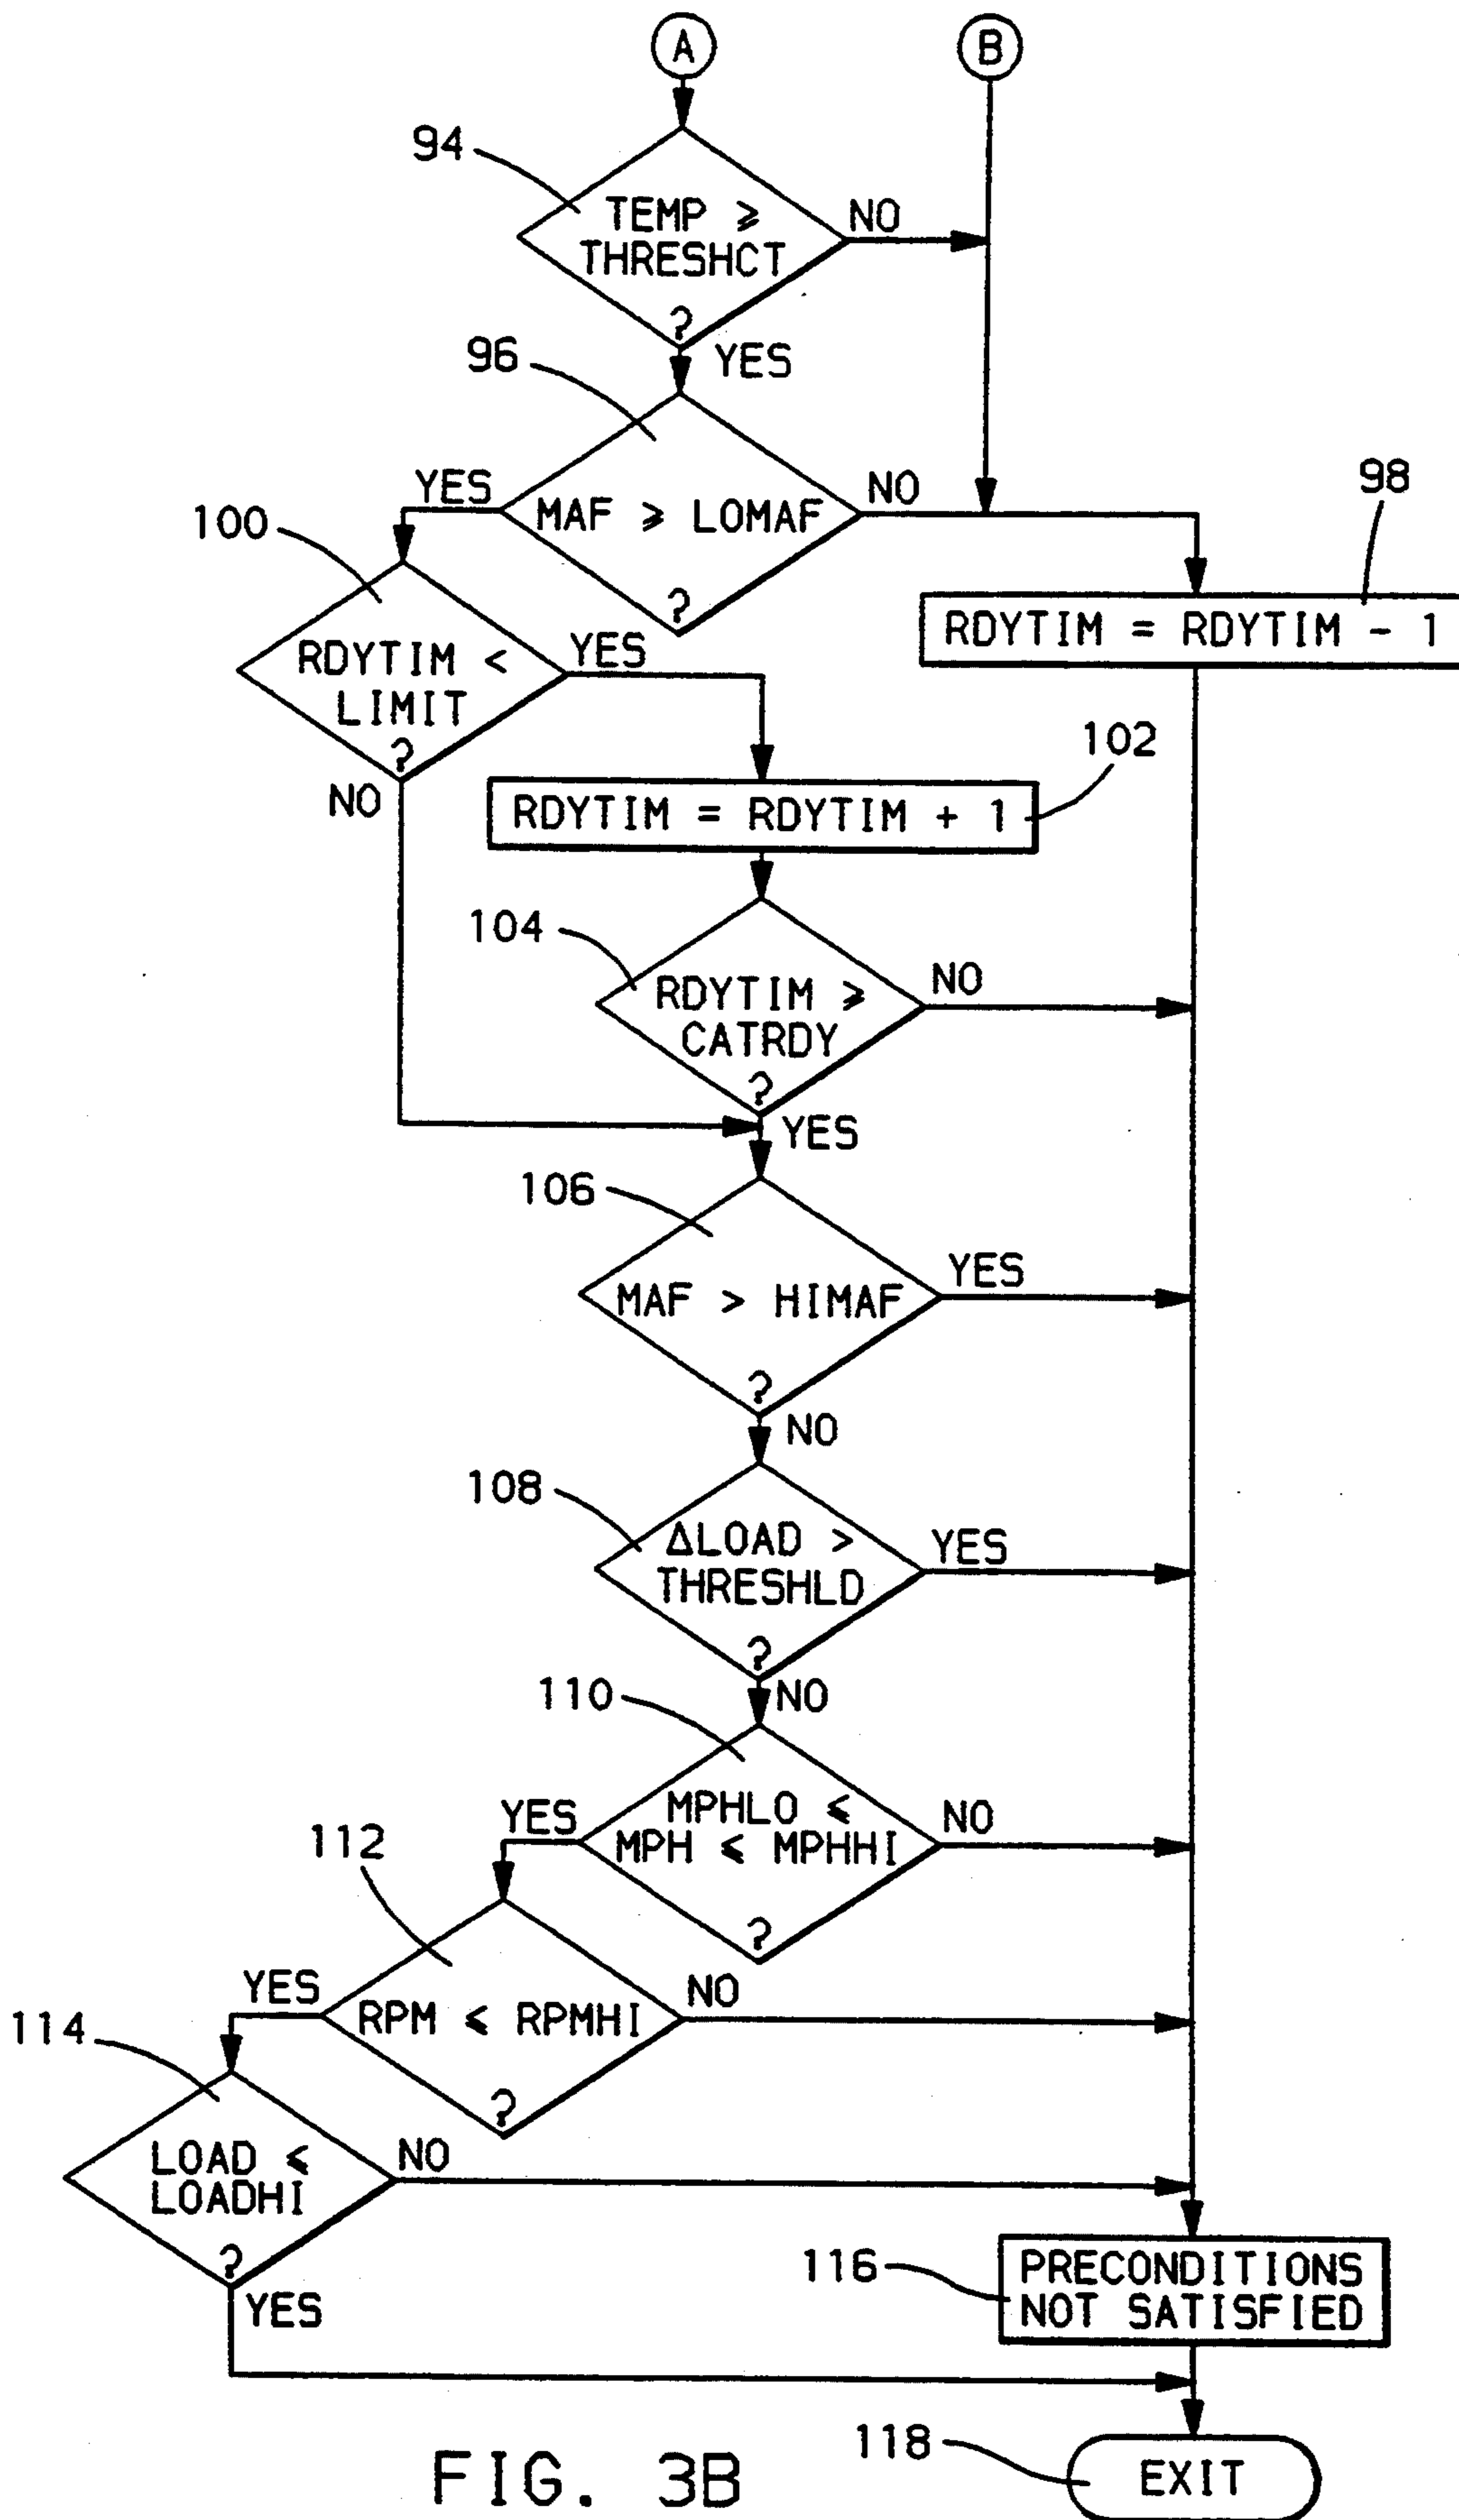 A
B
94
TEMP ⩾
THRESHCT
?
NO
YES
96
MAF ⩾ LOMAF
?
YES
NO
98
RDYTIM = RDYTIM - 1
100
RDYTIM <
LIMIT
?
YES
NO
102
RDYTIM = RDYTIM + 1
104
RDYTIM ⩾
CATRDY
?
NO
YES
106
MAF > HIMAF
?
YES
NO
108
ΔLOAD >
THRESHLD
?
YES
NO
110
MPHLO ⩽
MPH ⩽ MPHHI
?
YES
NO
112
RPM ⩽ RPMHI
?
YES
NO
114
LOAD ⩽
LOADHI
?
NO
YES
116
PRECONDITIONS
NOT SATISFIED
118
EXIT
FIG. 3B